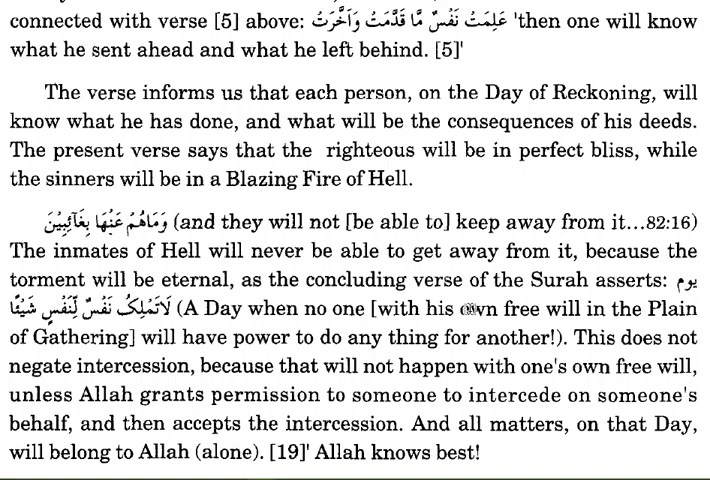 connected with verse [5] above: عَلِمَتْ نَفْسٌ مَّا قَدَّمَتْ وَاَخَّرَتْ 'then one will know
what he sent ahead and what he left behind. [5]'
The verse informs us that each person, on the Day of Reckoning, will
know what he has done, and what will be the consequences of his deeds.
The present verse says that the righteous will be in perfect bliss, while
the sinners will be in a Blazing Fire of Hell.
وَمَاهُمْ عَنْهَا بِغَآئِبِيْنَ (and they will not [be able to] keep away from it...82:16)
The inmates of Hell will never be able to get away from it, because the
torment will be eternal, as the concluding verse of the Surah asserts: يوم
لَاتَمْلِكُ نَفْسٌ لِّنَفْسٍ شَيْئًا (A Day when no one [with his own free will in the Plain
of Gathering] will have power to do any thing for another!). This does not
negate intercession, because that will not happen with one's own free will,
unless Allah grants permission to someone to intercede on someone's
behalf, and then accepts the intercession. And all matters, on that Day,
will belong to Allah (alone). [19]' Allah knows best!